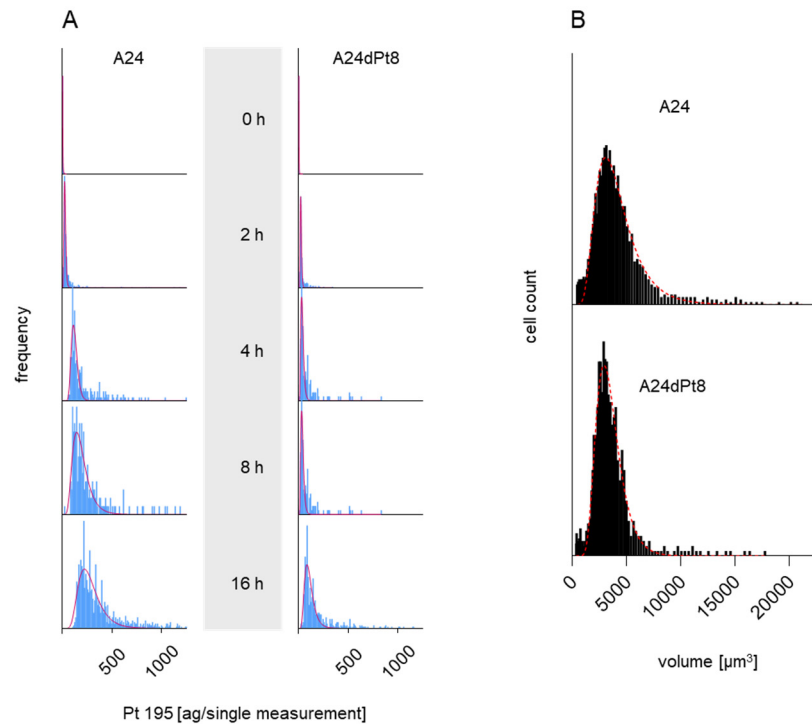 A
A24
A24dPt8
0 h
2 h
4 h
8 h
16 h
frequency
500
1000
500
1000
Pt 195 [ag/single measurement]
B
A24
A24dPt8
cell count
0
5000
10000
15000
20000
volume [µm³]